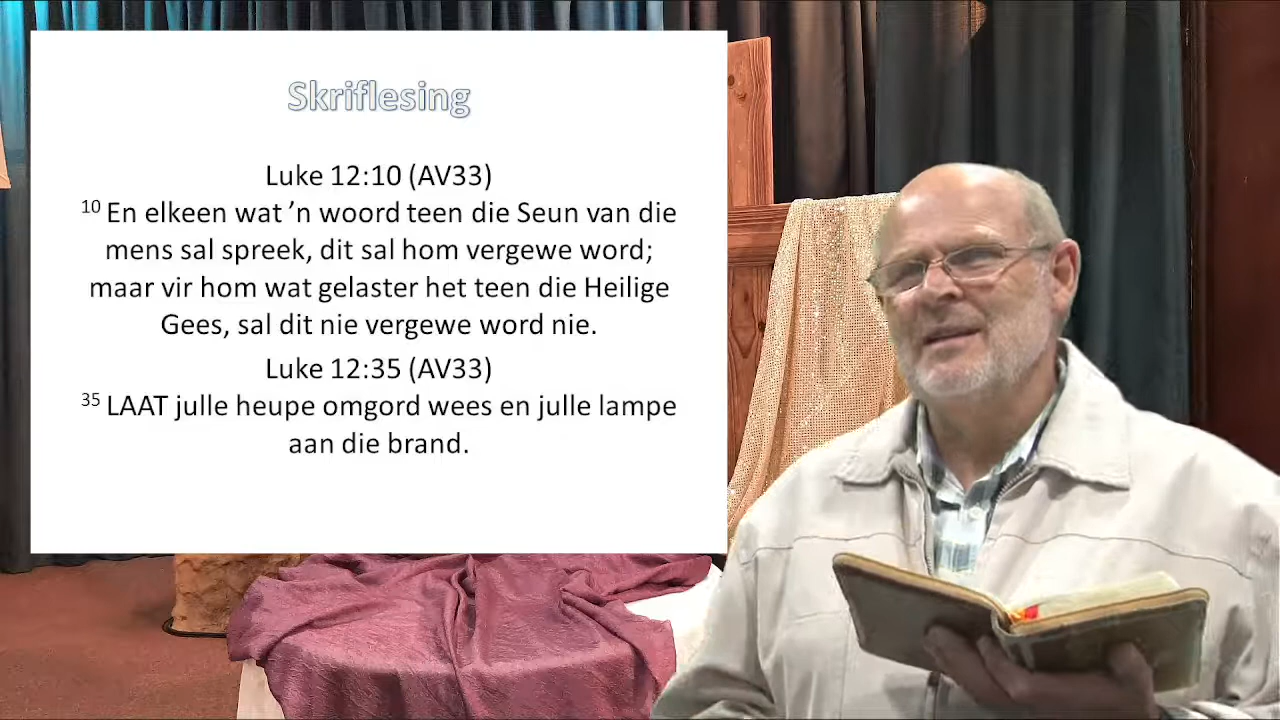 Skriflesing
Luke 12:10 (AV33)
10 En elkeen wat ’n woord teen die Seun van die
mens sal spreek, dit sal hom vergewe word;
maar vir hom wat gelaster het teen die Heilige
Gees, sal dit nie vergewe word nie.
Luke 12:35 (AV33)
35 LAAT julle heupe omgord wees en julle lampe
aan die brand.